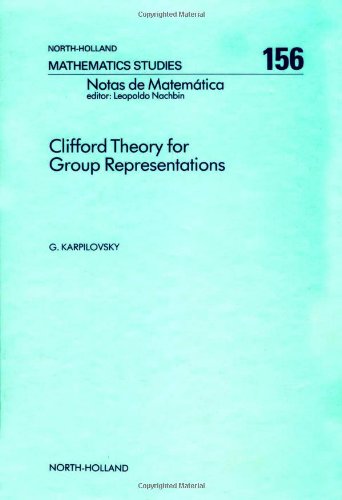 Copyrighted Material
NORTH-HOLLAND
MATHEMATICS STUDIES
156
Notas de Matemática
editor: Leopoldo Nachbin
Clifford Theory for
Group Representations
G. KARPILOVSKY
NORTH-HOLLAND
Copyrighted Material